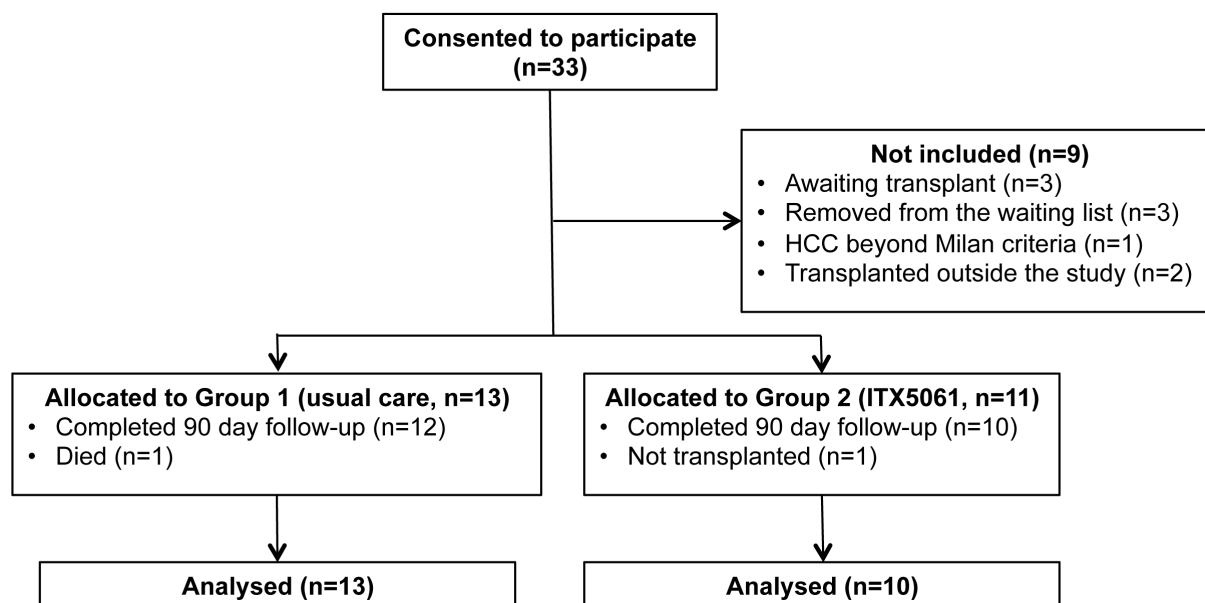 Consented to participate
(n=33)
Not included (n=9)
• Awaiting transplant (n=3)
• Removed from the waiting list (n=3)
• HCC beyond Milan criteria (n=1)
• Transplanted outside the study (n=2)
Allocated to Group 1 (usual care, n=13)
• Completed 90 day follow-up (n=12)
• Died (n=1)
Allocated to Group 2 (ITX5061, n=11)
• Completed 90 day follow-up (n=10)
• Not transplanted (n=1)
Analysed (n=13)
Analysed (n=10)